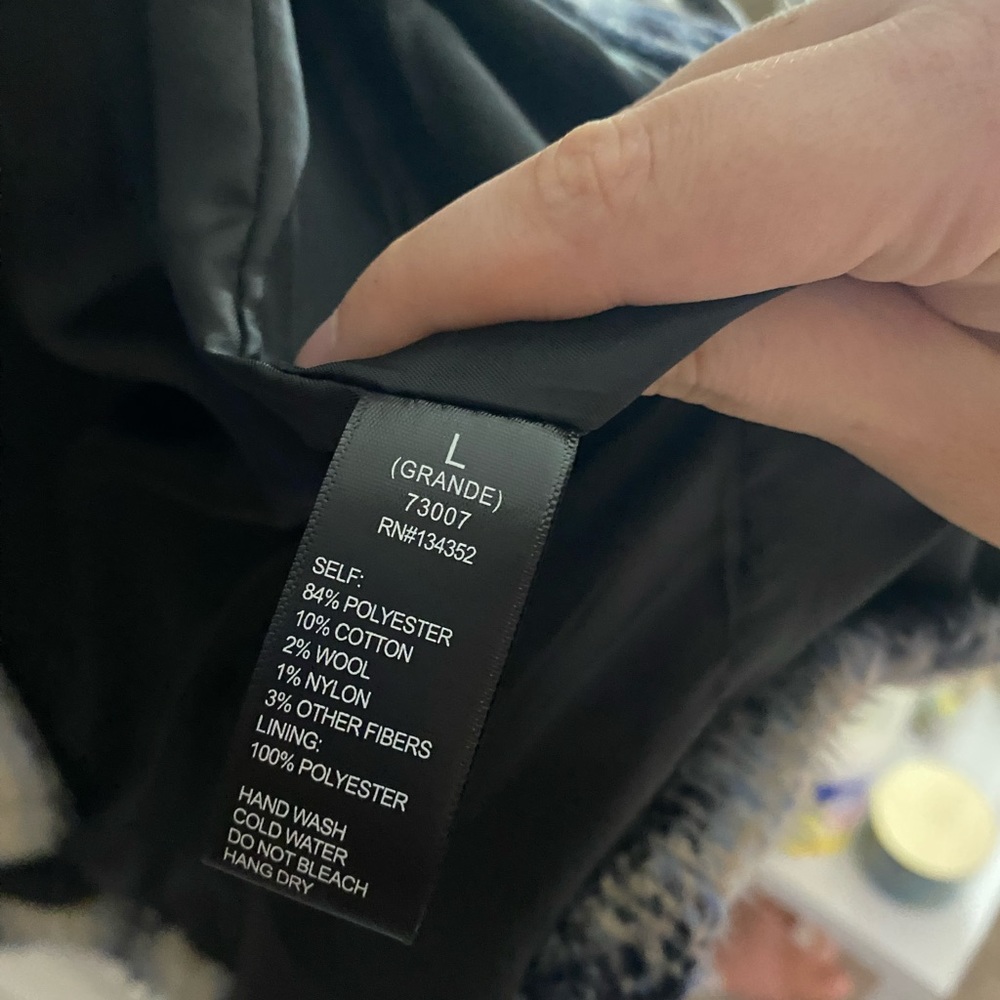 L
(GRANDE)
73007
RN#134352
SELF:
84% POLYESTER
10% COTTON
2% WOOL
1% NYLON
3% OTHER FIBERS
LINING:
100% POLYESTER
HAND WASH
COLD WATER
DO NOT BLEACH
HANG DRY